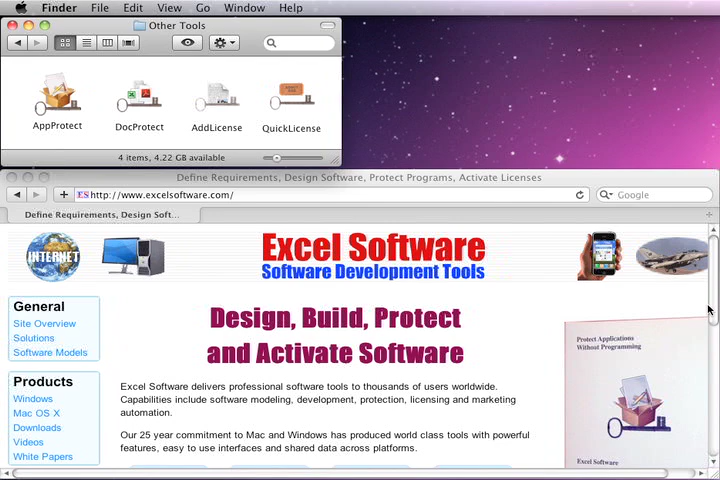 Finder File Edit View Go Window Help
Other Tools
AppProtect DocProtect AddLicense QuickLicense
4 items, 4.22 GB available
Define Requirements, Design Software, Protect Programs, Activate Licenses
ES http://www.excelsoftware.com/
Google
Define Requirements, Design Soft...
INTERNET
Excel Software
Software Development Tools
General
Site Overview
Solutions
Software Models
Products
Windows
Mac OS X
Downloads
Videos
White Papers
Design, Build, Protect
and Activate Software
Excel Software delivers professional software tools to thousands of users worldwide.
Capabilities include software modeling, development, protection, licensing and marketing
automation.
Our 25 year commitment to Mac and Windows has produced world class tools with powerful
features, easy to use interfaces and shared data across platforms.
Protect Applications
Without Programming
Excel Software